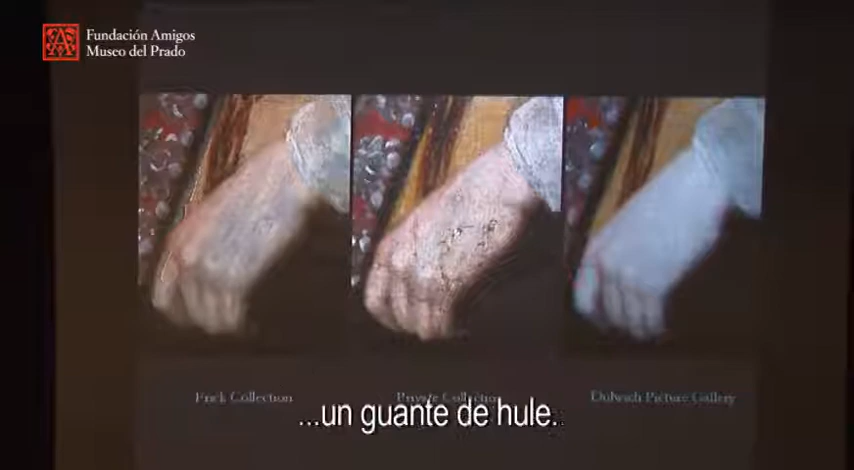 Fundación Amigos
Museo del Prado
Frick Collection
Private Collection
Dulwich Picture Gallery
...un guante de hule.